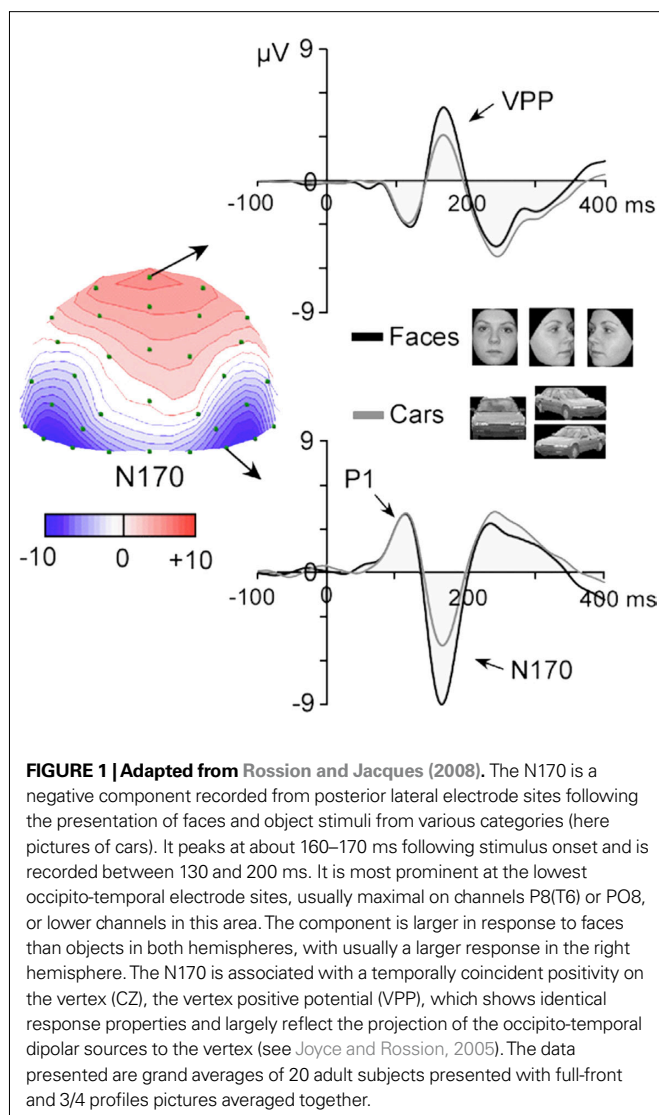 μV
9
VPP
0
-100
0
200
400 ms
-9
Faces
Cars
N170
-10 0 +10
9
P1
0
-100
0
200
400 ms
N170
-9
FIGURE 1 | Adapted from Rossion and Jacques (2008). The N170 is a
negative component recorded from posterior lateral electrode sites following
the presentation of faces and object stimuli from various categories (here
pictures of cars). It peaks at about 160–170 ms following stimulus onset and is
recorded between 130 and 200 ms. It is most prominent at the lowest
occipito-temporal electrode sites, usually maximal on channels P8(T6) or PO8,
or lower channels in this area. The component is larger in response to faces
than objects in both hemispheres, with usually a larger response in the right
hemisphere. The N170 is associated with a temporally coincident positivity on
the vertex (CZ), the vertex positive potential (VPP), which shows identical
response properties and largely reflect the projection of the occipito-temporal
dipolar sources to the vertex (see Joyce and Rossion, 2005). The data
presented are grand averages of 20 adult subjects presented with full-front
and 3/4 profiles pictures averaged together.